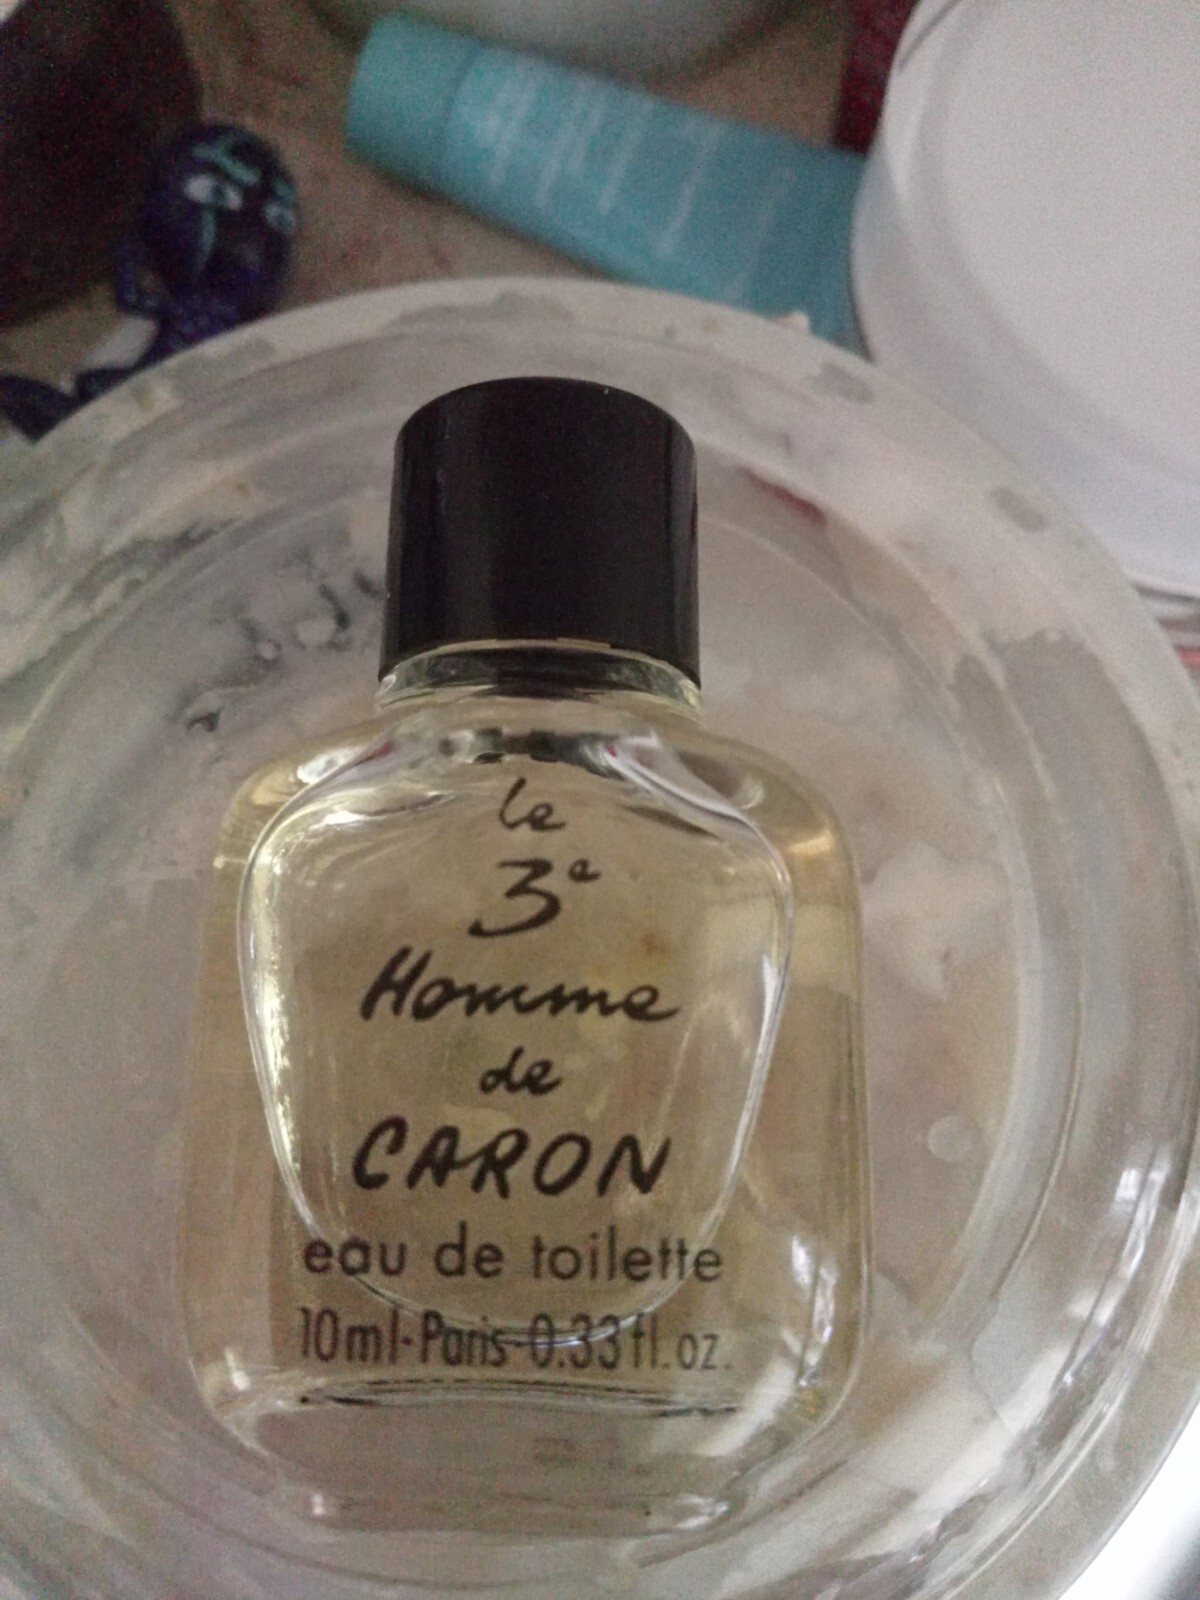 le
3e
Homme
de
CARON
eau de toilette
10ml-Paris-0.33fl.oz.